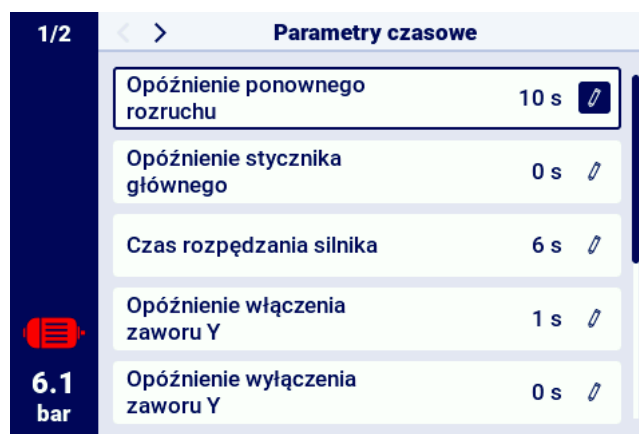 1/2
Parametry czasowe
Opóźnienie ponownego
rozruchu
10 s
Opóźnienie stycznika
głównego
0 s
Czas rozpędzania silnika
6 s
Opóźnienie włączenia
zaworu Y
1 s
Opóźnienie wyłączenia
zaworu Y
0 s
6.1
bar